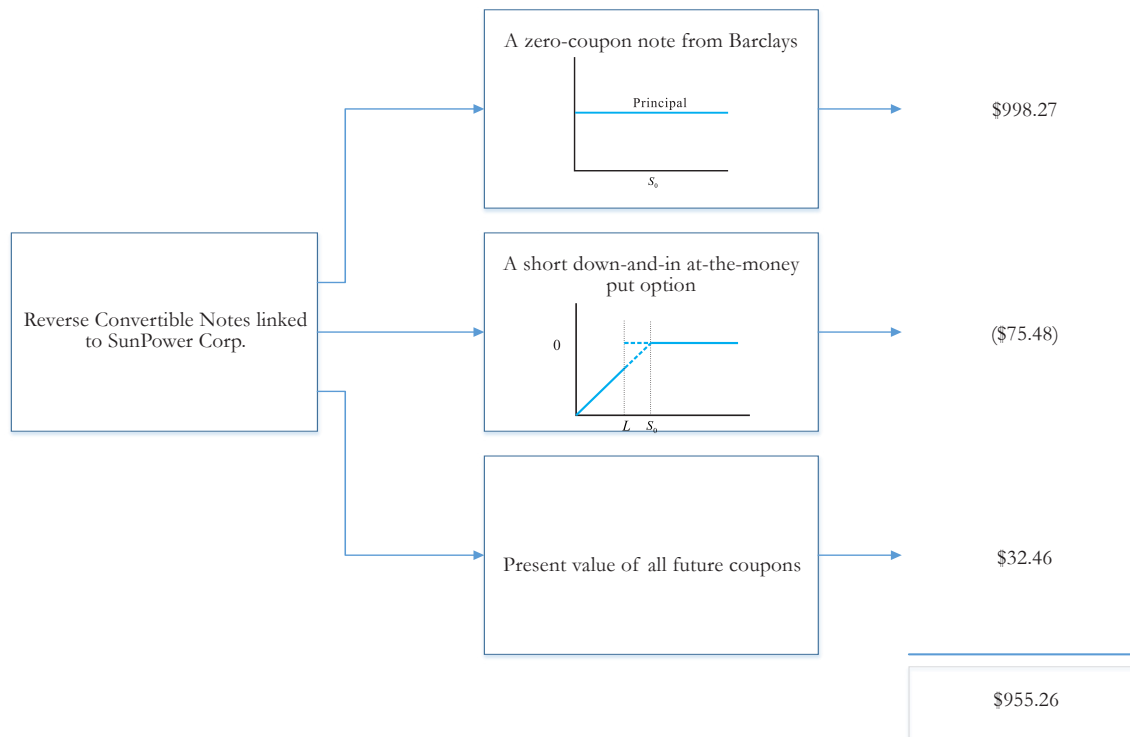 A zero-coupon note from Barclays
Principal
S₀
$998.27
Reverse Convertible Notes linked
to SunPower Corp.
A short down-and-in at-the-money
put option
0
L S₀
($75.48)
Present value of all future coupons
$32.46
$955.26